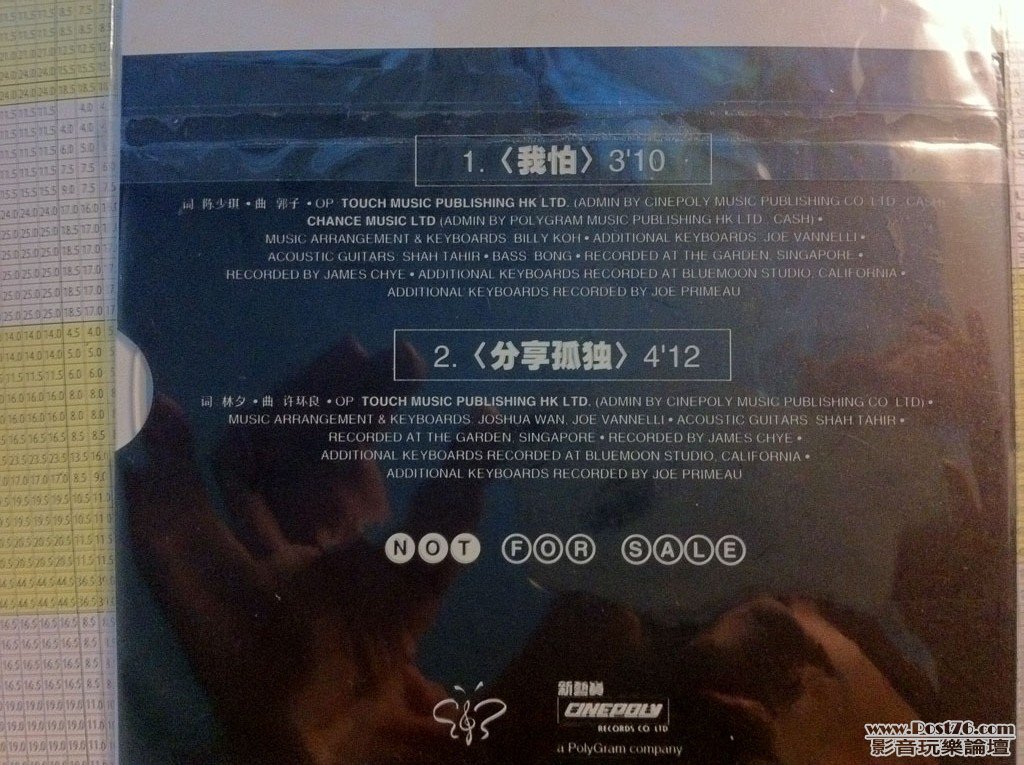 1.〈我怕〉3'10
词 陈少琪•曲 郭子•OP TOUCH MUSIC PUBLISHING HK LTD. (ADMIN BY CINEPOLY MUSIC PUBLISHING CO. LTD., CASH)
CHANCE MUSIC LTD (ADMIN BY POLYGRAM MUSIC PUBLISHING HK LTD., CASH)•
MUSIC ARRANGEMENT & KEYBOARDS. BILLY KOH•ADDITIONAL KEYBOARDS. JOE VANNELLI•
ACOUSTIC GUITARS. SHAH TAHIR•BASS. BONG•RECORDED AT THE GARDEN, SINGAPORE•
RECORDED BY JAMES CHYE•ADDITIONAL KEYBOARDS RECORDED AT BLUEMOON STUDIO, CALIFORNIA•
ADDITIONAL KEYBOARDS RECORDED BY JOE PRIMEAU
2.〈分享孤独〉4'12
词 林夕•曲 许环良•OP TOUCH MUSIC PUBLISHING HK LTD. (ADMIN BY CINEPOLY MUSIC PUBLISHING CO. LTD)•
MUSIC ARRANGEMENT & KEYBOARDS. JOSHUA WAN, JOE VANNELLI•ACOUSTIC GUITARS. SHAH TAHIR•
RECORDED AT THE GARDEN, SINGAPORE•RECORDED BY JAMES CHYE•
ADDITIONAL KEYBOARDS RECORDED AT BLUEMOON STUDIO, CALIFORNIA•
ADDITIONAL KEYBOARDS RECORDED BY JOE PRIMEAU
NOT FOR SALE
新藝寶
CINEPOLY
RECORDS CO LTD
a PolyGram company
www.Post76.com
影音玩樂論壇